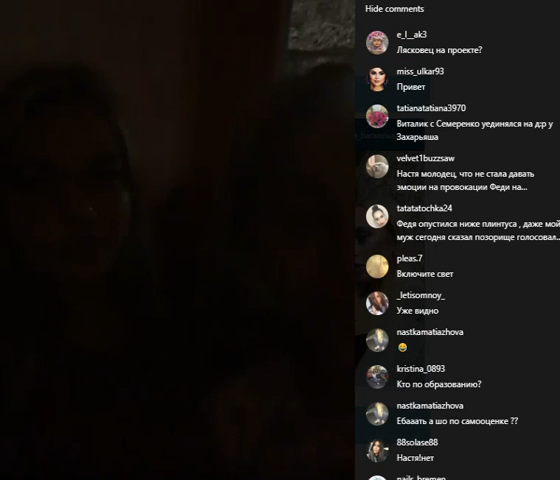 Hide comments
e_l__ak3
Лясковец на проекте?
miss_ulkar93
Привет
tatianatatiana3970
Виталик с Семеренко уединялся на д:р у
Захарьяша
velvet1buzzsaw
Настя молодец, что не стала давать
эмоции на провокации Феди на...
tatatatochka24
Федя опустился ниже плинтуса , даже мой
муж сегодня сказал позорище голосовал...
pleas.7
Включите свет
_letisomnoy_
Уже видно
nastkamatiazhova
😂
kristina_0893
Кто по образованию?
nastkamatiazhova
Ебааать а шо по самооценке ??
88solase88
Настя!нет